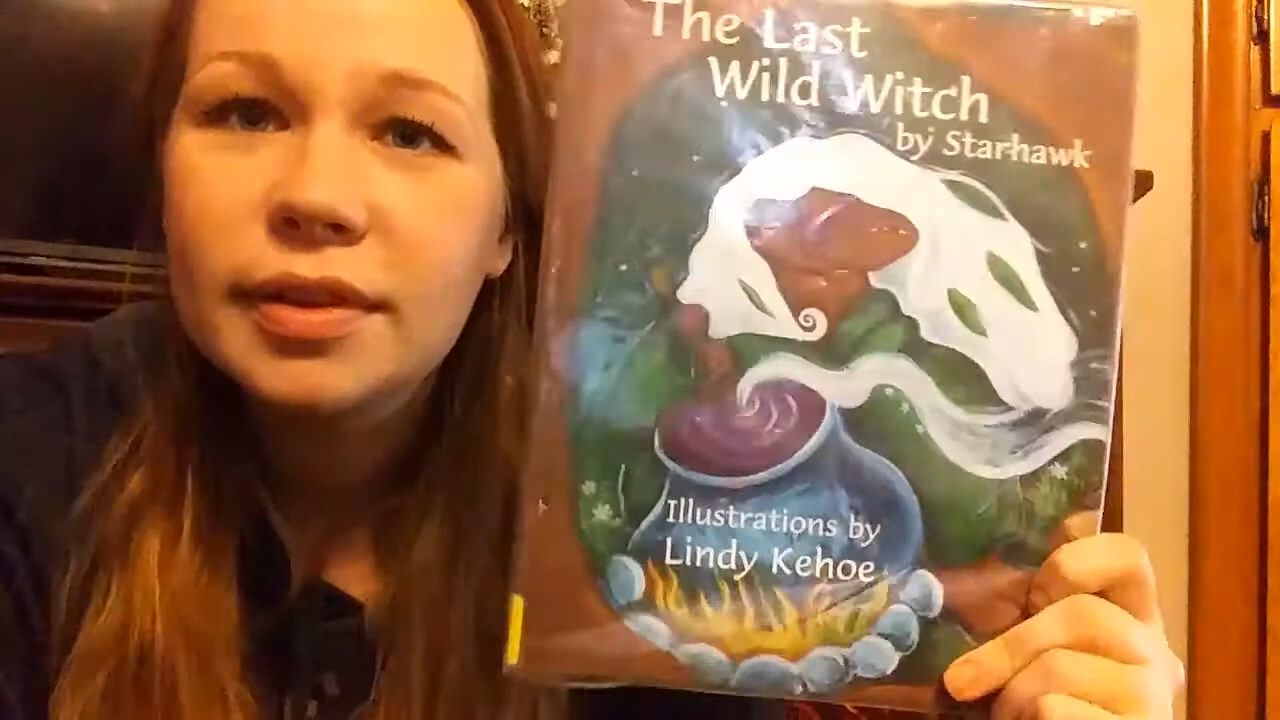 The Last
Wild Witch
by Starhawk
Illustrations by
Lindy Kehoe